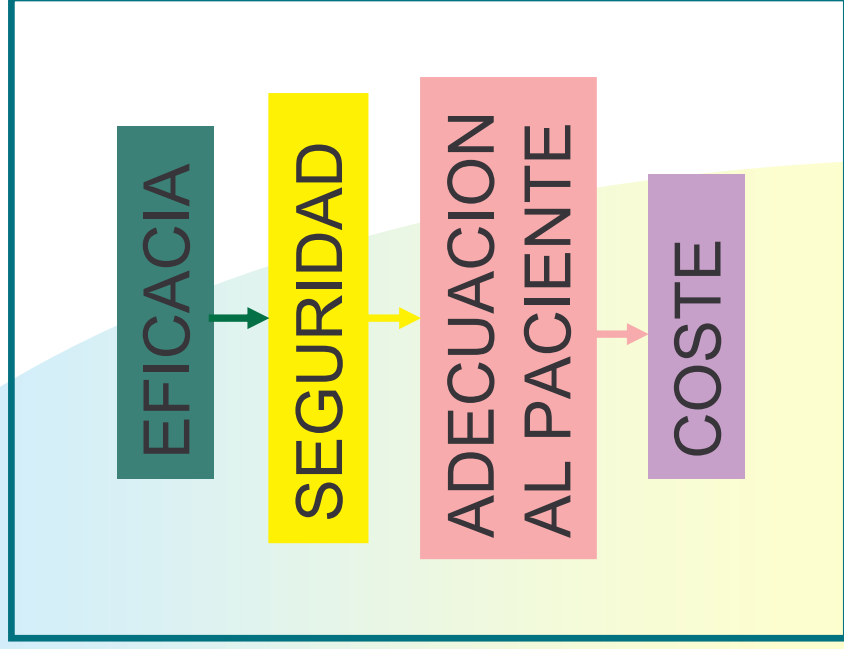 EFICACIA
SEGURIDAD
ADECUACION
AL PACIENTE
COSTE